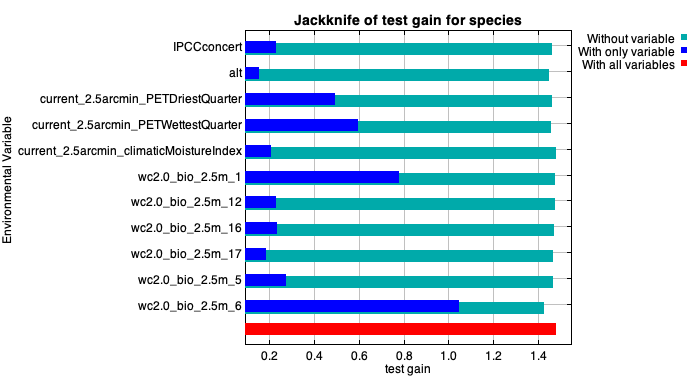 Jackknife of test gain for species
Without variable
With only variable
With all variables
Environmental Variable
IPCCconcert
alt
current_2.5arcmin_PETDriestQuarter
current_2.5arcmin_PETWettestQuarter
current_2.5arcmin_climaticMoistureIndex
wc2.0_bio_2.5m_1
wc2.0_bio_2.5m_12
wc2.0_bio_2.5m_16
wc2.0_bio_2.5m_17
wc2.0_bio_2.5m_5
wc2.0_bio_2.5m_6
0.2 0.4 0.6 0.8 1.0 1.2 1.4
test gain